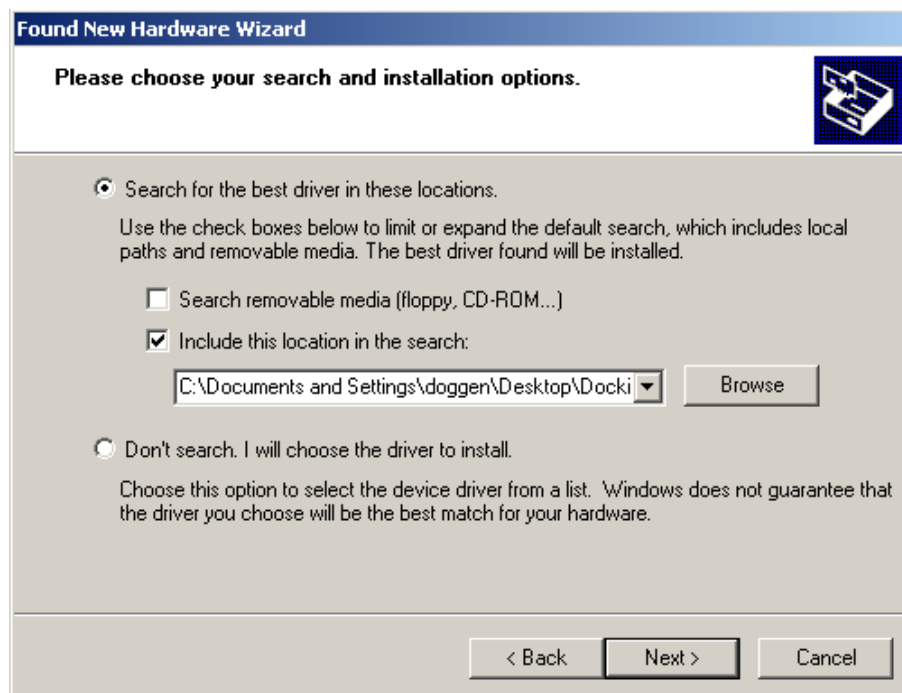 Found New Hardware Wizard
Please choose your search and installation options.
Search for the best driver in these locations.
Use the check boxes below to limit or expand the default search, which includes local
paths and removable media. The best driver found will be installed.
Search removable media (floppy, CD-ROM...)
Include this location in the search:
C:\Documents and Settings\doggen\Desktop\Docki
Browse
Don't search. I will choose the driver to install.
Choose this option to select the device driver from a list.  Windows does not guarantee that
the driver you choose will be the best match for your hardware.
< Back
Next >
Cancel